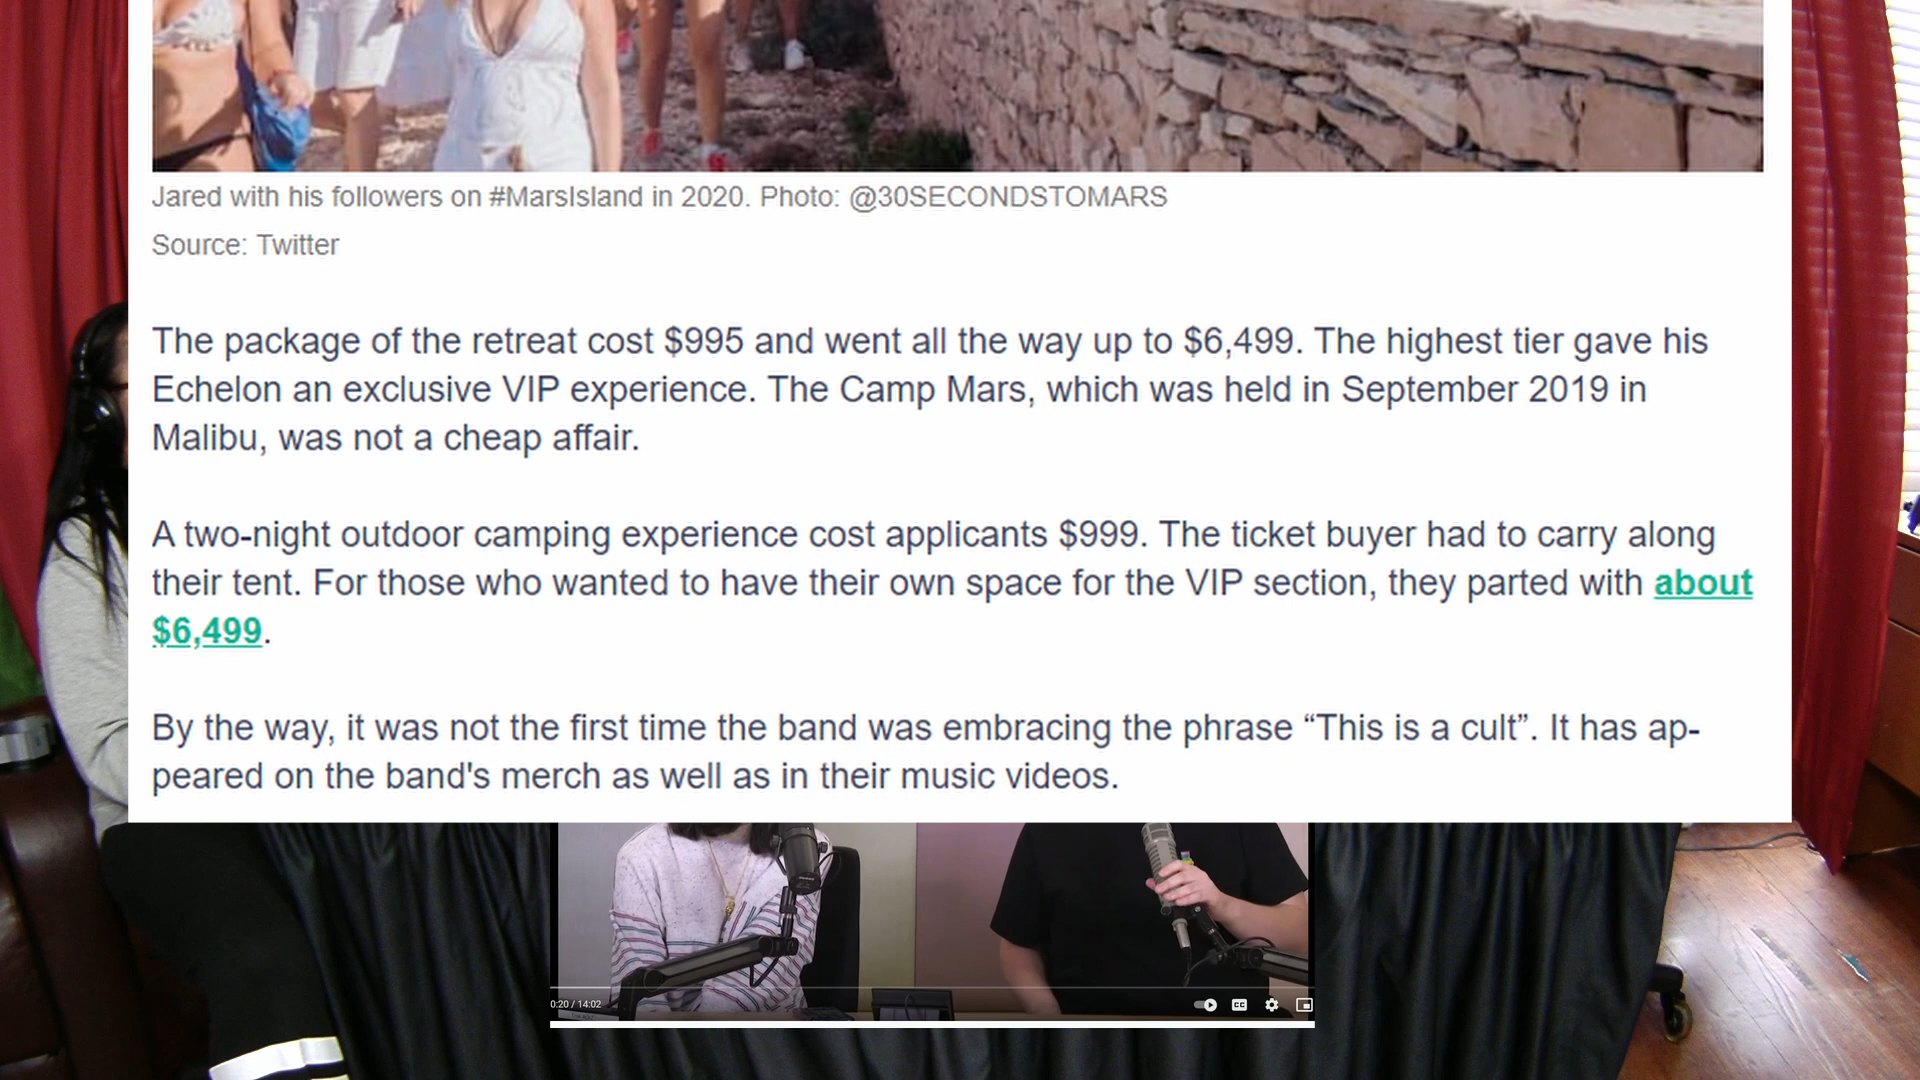 Jared with his followers on #MarsIsland in 2020. Photo: @30SECONDSTOMARS
Source: Twitter
The package of the retreat cost $995 and went all the way up to $6,499. The highest tier gave his
Echelon an exclusive VIP experience. The Camp Mars, which was held in September 2019 in
Malibu, was not a cheap affair.
A two-night outdoor camping experience cost applicants $999. The ticket buyer had to carry along
their tent. For those who wanted to have their own space for the VIP section, they parted with about
$6,499.
By the way, it was not the first time the band was embracing the phrase “This is a cult”. It has ap-
peared on the band's merch as well as in their music videos.
0:20 / 14:02
CC